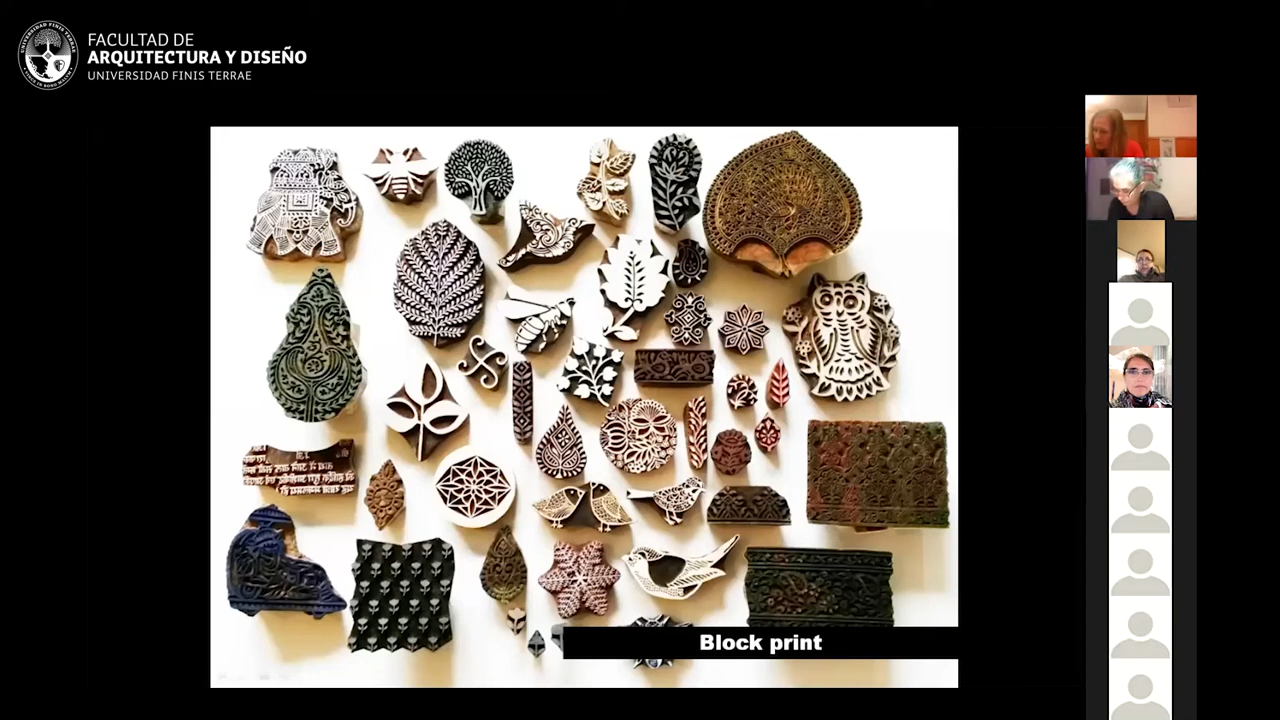 FACULTAD DE
ARQUITECTURA Y DISEÑO
UNIVERSIDAD FINIS TERRAE
Block print